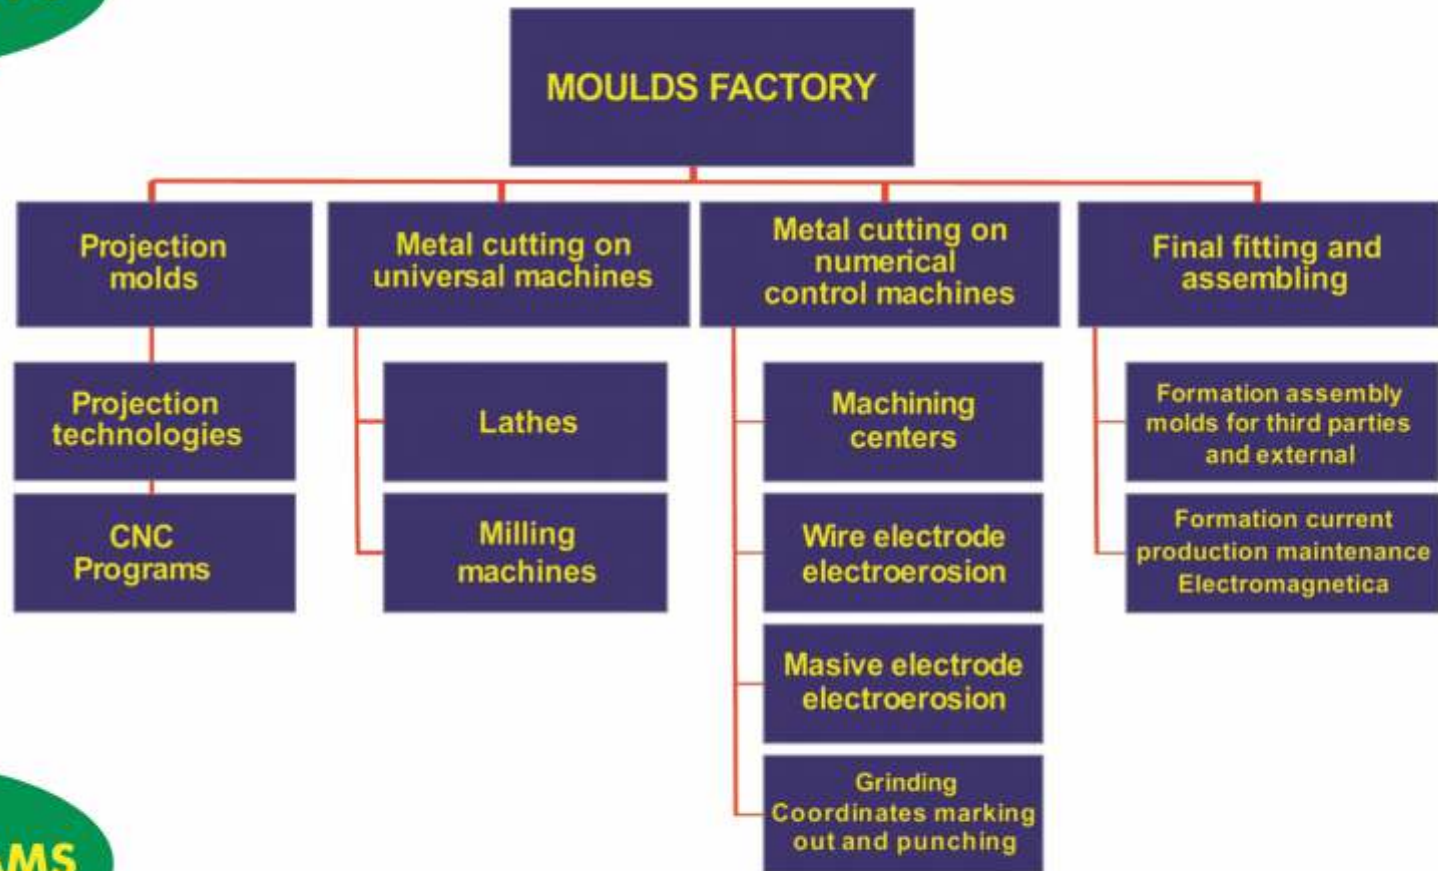 MOULDS FACTORY
Projection
molds
Metal cutting on
universal machines
Metal cutting on
numerical
control machines
Final fitting and
assembling
Projection
technologies
CNC
Programs
Lathes
Milling
machines
Machining
centers
Wire electrode
electroerosion
Masive electrode
electroerosion
Grinding
Coordinates marking
out and punching
Formation assembly
molds for third parties
and external
Formation current
production maintenance
Electromagnetica